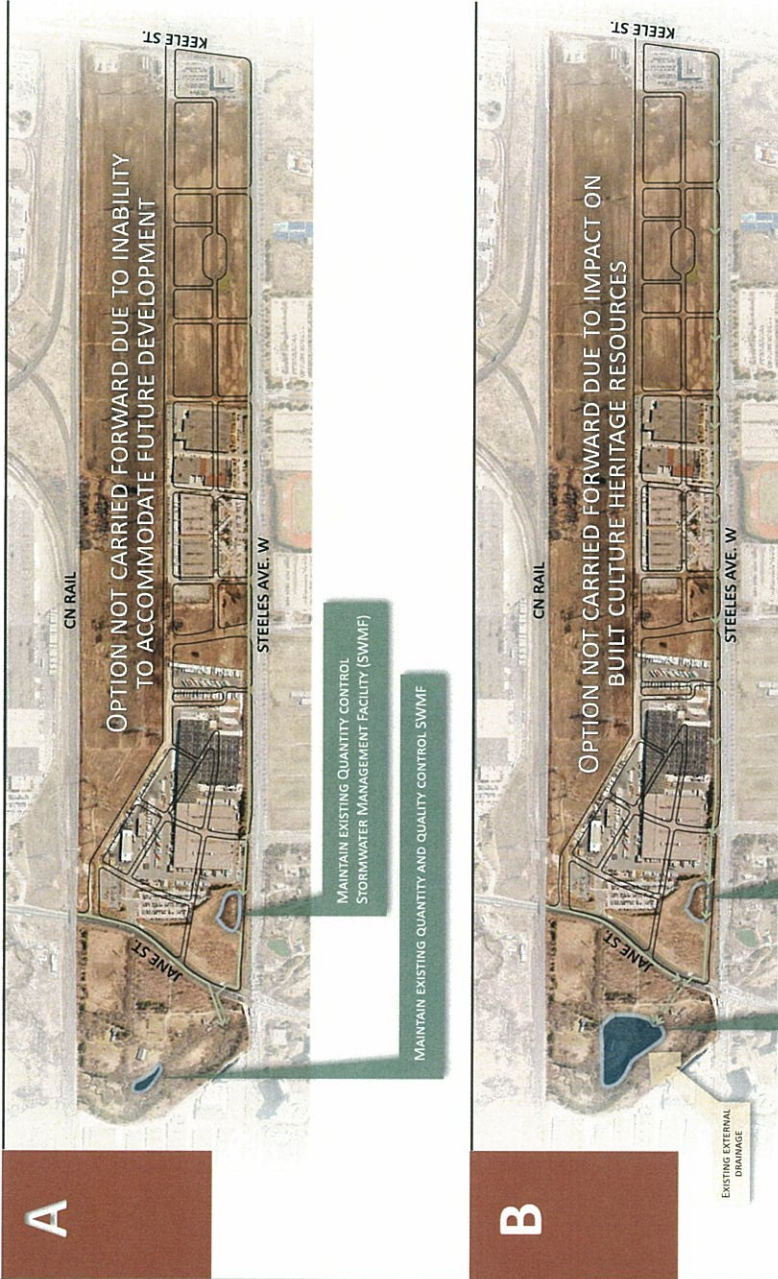 A
KEELE ST.
OPTION NOT CARRIED FORWARD DUE TO INABILITY
TO ACCOMMODATE FUTURE DEVELOPMENT
CN RAIL
STEELES AVE. W
JANE ST.
MAINTAIN EXISTING QUANTITY CONTROL
STORMWATER MANAGEMENT FACILITY (SWMF)
MAINTAIN EXISTING QUANTITY AND QUALITY CONTROL SWMF
B
KEELE ST.
OPTION NOT CARRIED FORWARD DUE TO IMPACT ON
BUILT CULTURE HERITAGE RESOURCES
CN RAIL
STEELES AVE. W
JANE ST.
EXISTING EXTERNAL
DRAINAGE